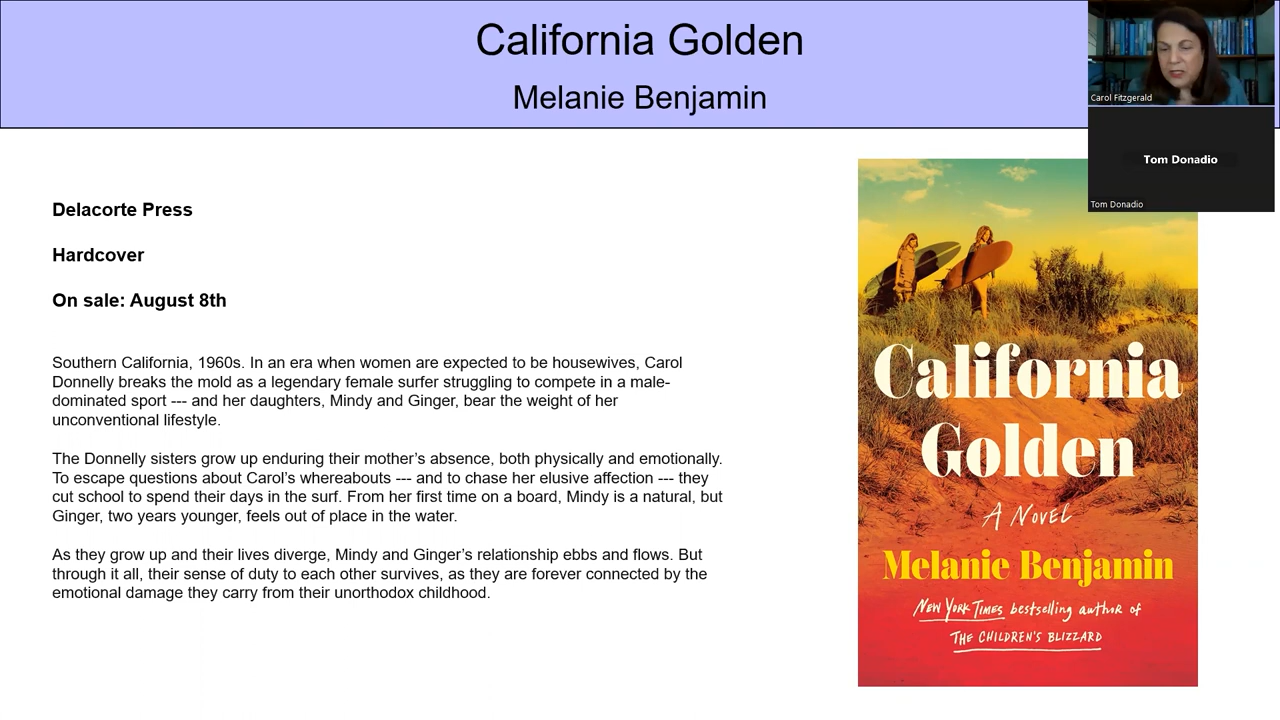 California Golden
Melanie Benjamin
Carol Fitzgerald
Tom Donadio
Tom Donadio
Delacorte Press
Hardcover
On sale: August 8th
Southern California, 1960s. In an era when women are expected to be housewives, Carol
Donnelly breaks the mold as a legendary female surfer struggling to compete in a male-
dominated sport --- and her daughters, Mindy and Ginger, bear the weight of her
unconventional lifestyle.
The Donnelly sisters grow up enduring their mother’s absence, both physically and emotionally.
To escape questions about Carol’s whereabouts --- and to chase her elusive affection --- they
cut school to spend their days in the surf. From her first time on a board, Mindy is a natural, but
Ginger, two years younger, feels out of place in the water.
As they grow up and their lives diverge, Mindy and Ginger’s relationship ebbs and flows. But
through it all, their sense of duty to each other survives, as they are forever connected by the
emotional damage they carry from their unorthodox childhood.
California
Golden
A NOVEL
Melanie Benjamin
NEW YORK TIMES bestselling author of
THE CHILDREN'S BLIZZARD